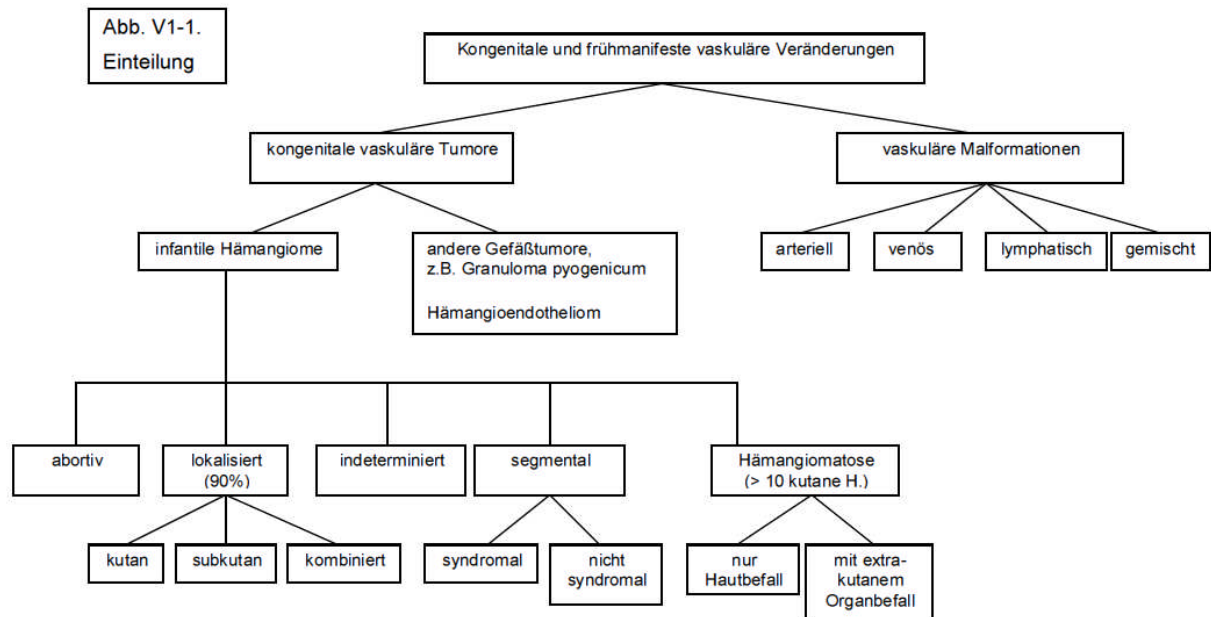 Abb. V1-1.
Einteilung
Kongenitale und frühmanifeste vaskuläre Veränderungen
kongenitale vaskuläre Tumore
vaskuläre Malformationen
infantile Hämangiome
andere Gefäßtumore,
z.B. Granuloma pyogenicum
Hämangioendotheliom
arteriell
venös
lymphatisch
gemischt
abortiv
lokalisiert
(90%)
indeterminiert
segmental
Hämangiomatose
(> 10 kutane H.)
kutan
subkutan
kombiniert
syndromal
nicht
syndromal
nur
Hautbefall
mit extra-
kutanem
Organbefall